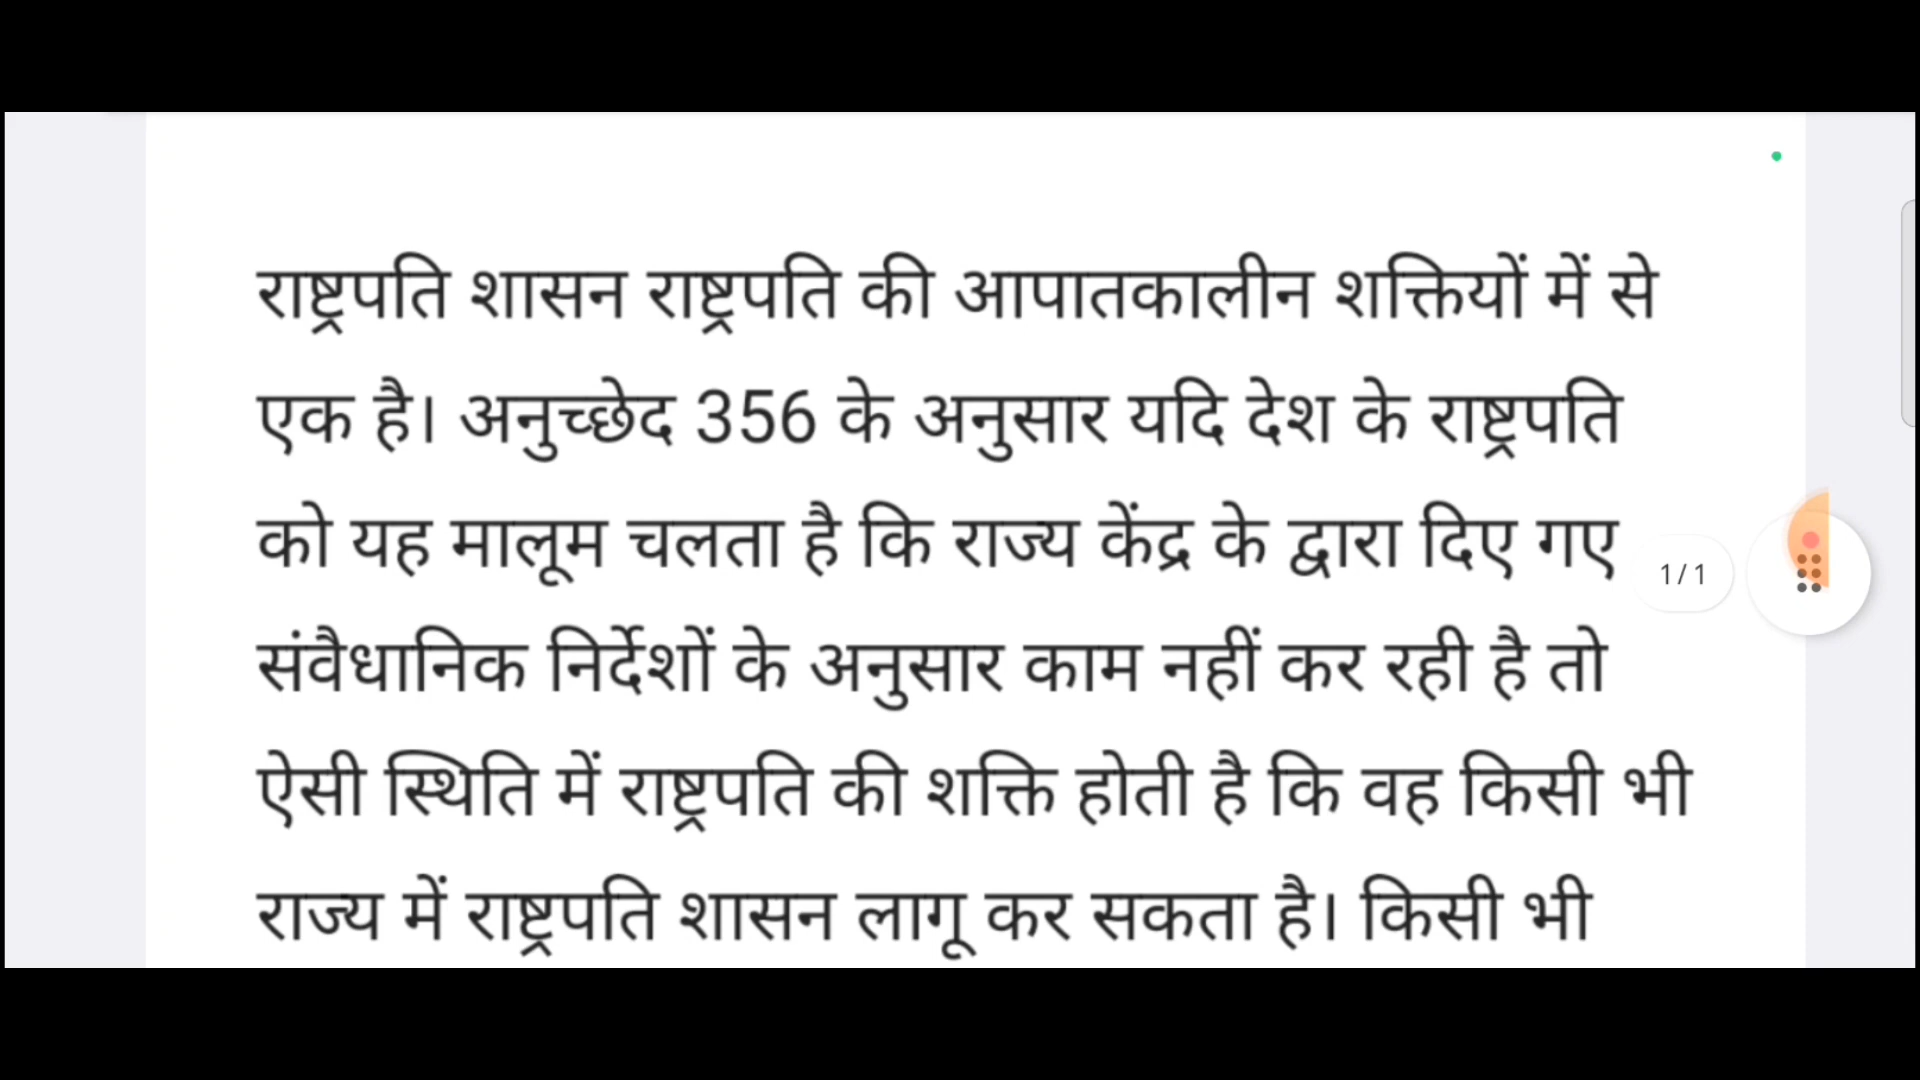 राष्ट्रपति शासन राष्ट्रपति की आपातकालीन शक्तियों में से
एक है। अनुच्छेद 356 के अनुसार यदि देश के राष्ट्रपति
को यह मालूम चलता है कि राज्य केंद्र के द्वारा दिए गए
1/1
संवैधानिक निर्देशों के अनुसार काम नहीं कर रही है तो
ऐसी स्थिति में राष्ट्रपति की शक्ति होती है कि वह किसी भी
राज्य में राष्ट्रपति शासन लागू कर सकता है। किसी भी